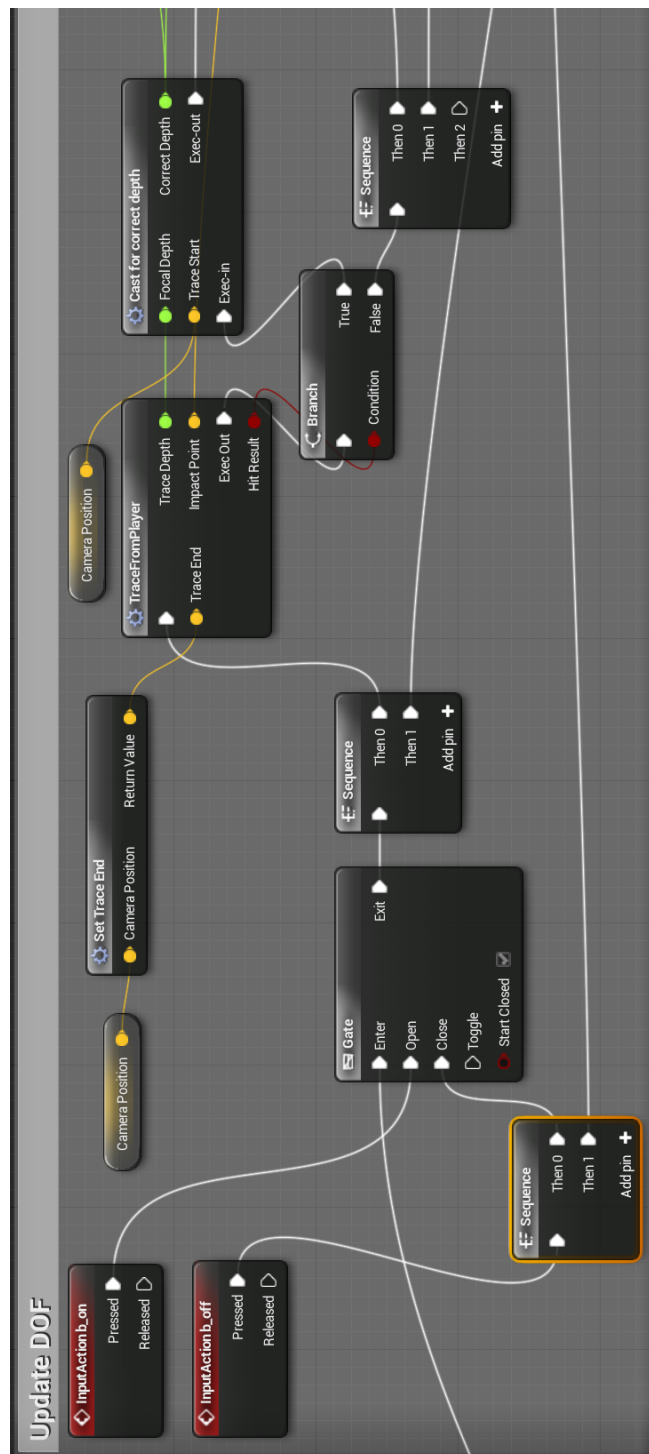 Update DOF
InputAction b_on
Pressed
Released
InputAction b_off
Pressed
Released
Camera Position
Set Trace End
Camera Position
Return Value
Gate
Enter
Exit
Open
Close
Toggle
Start Closed
Sequence
Then 0
Then 1
Add pin +
Sequence
Then 0
Then 1
Add pin +
Camera Position
TraceFromPlayer
Trace Depth
Trace End
Impact Point
Exec Out
Hit Result
Cast for correct depth
Focal Depth
Correct Depth
Trace Start
Exec-out
Exec-in
Branch
True
Condition
False
Sequence
Then 0
Then 1
Then 2
Add pin +